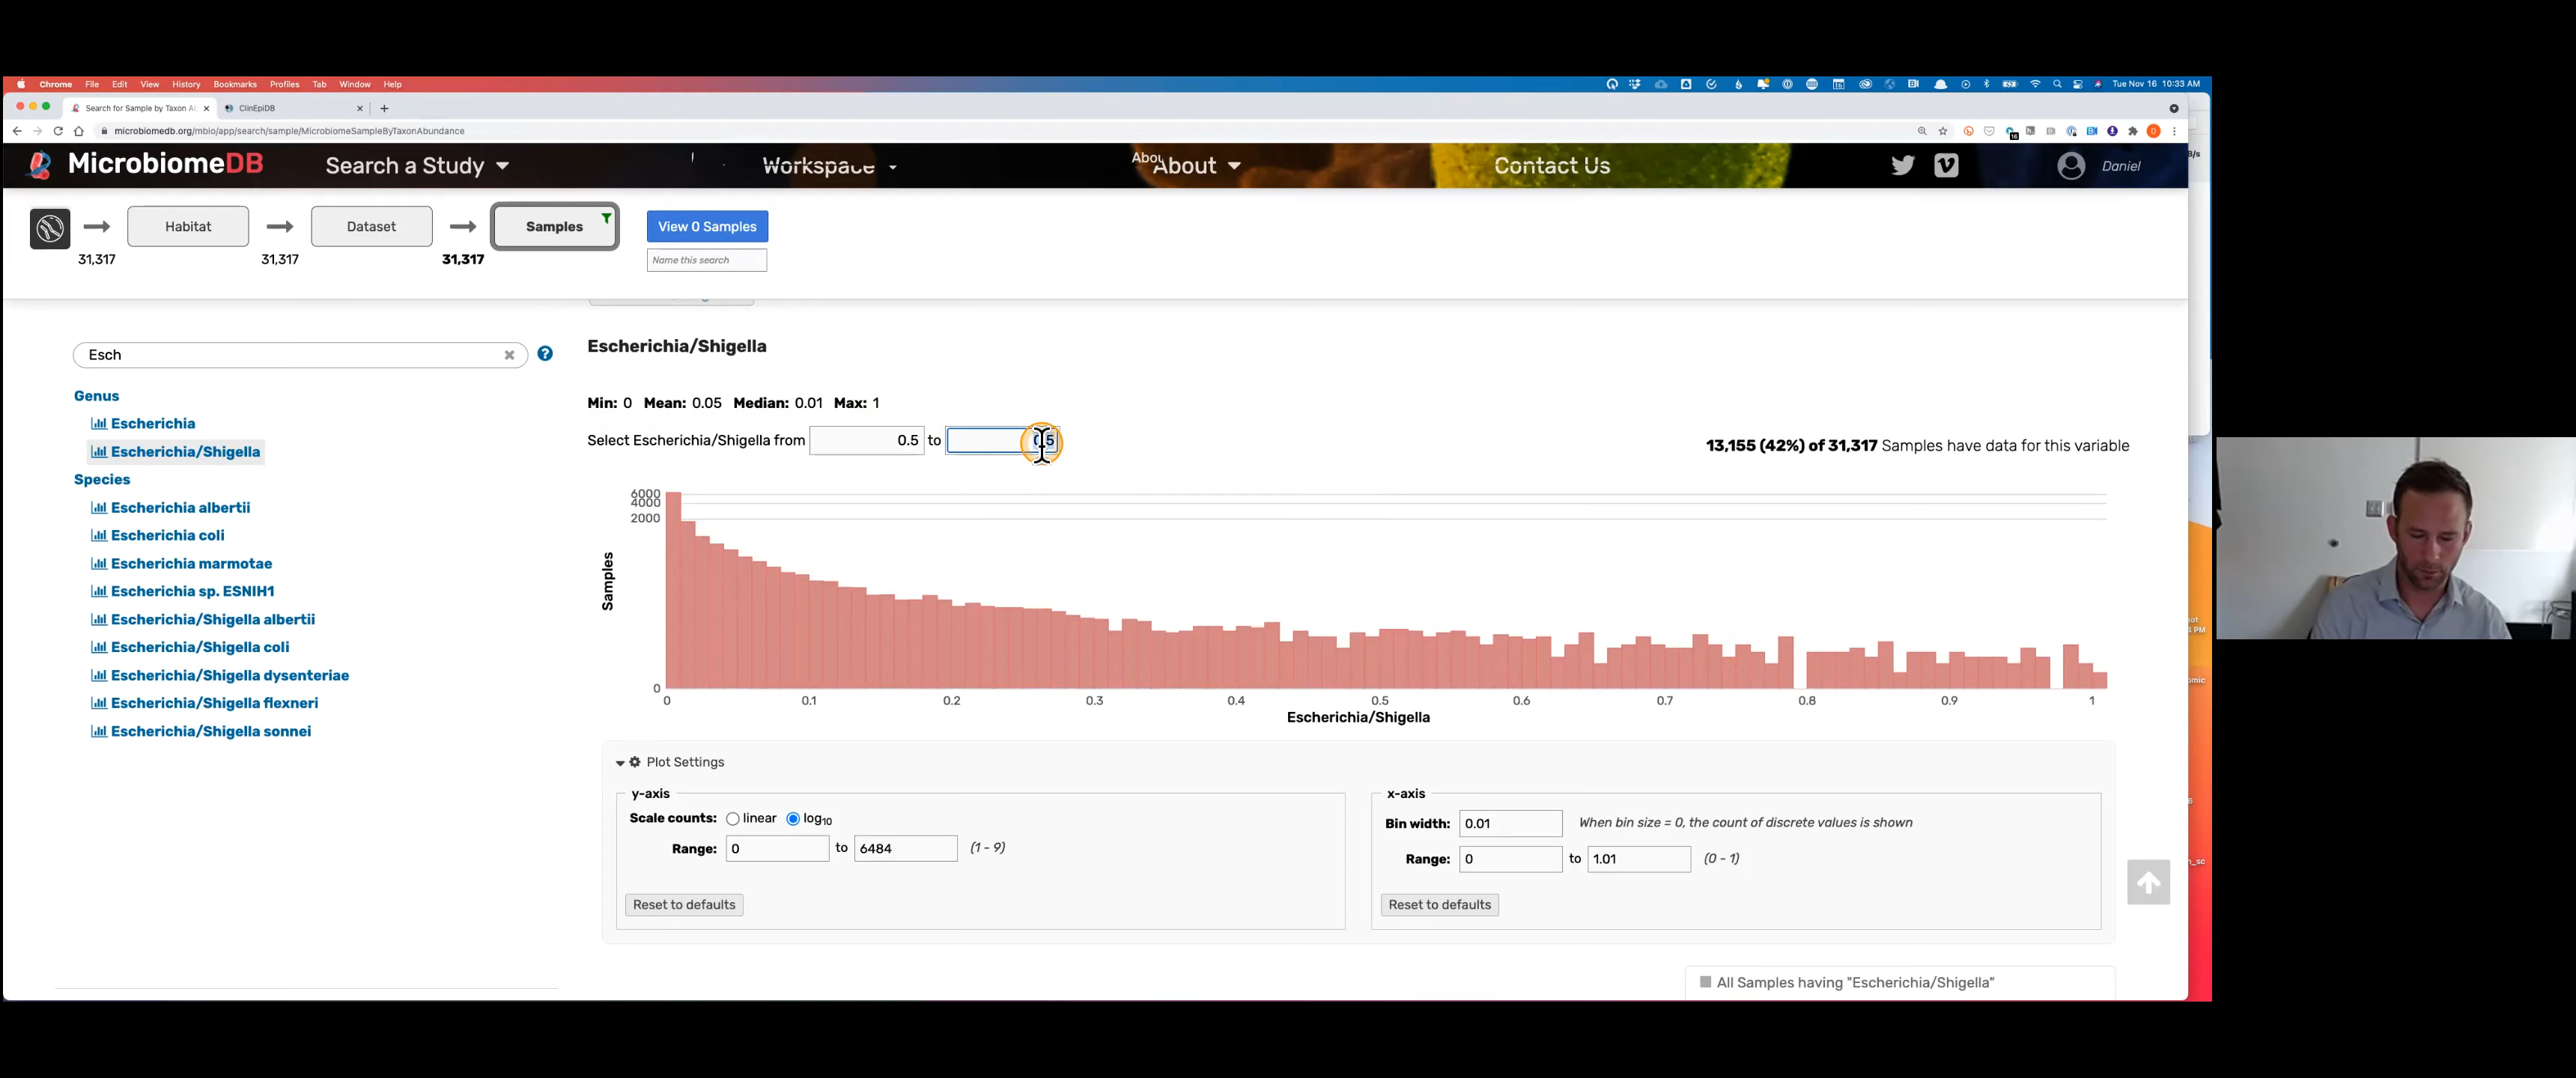 Chrome File Edit View History Bookmarks Profiles Tab Window Help Tue Nov 16 10:33 AM
Search for Sample by Taxon A ClinEpiDB
microbiomedb.org/mbio/app/search/sample/MicrobiomeSampleByTaxonAbundance
MicrobiomeDB Search a Study Workspace About Contact Us Daniel
Habitat Dataset Samples View 0 Samples
31,317 31,317 31,317 Name this search
Esch
Genus
Escherichia
Escherichia/Shigella
Species
Escherichia albertii
Escherichia coli
Escherichia marmotae
Escherichia sp. ESNIH1
Escherichia/Shigella albertii
Escherichia/Shigella coli
Escherichia/Shigella dysenteriae
Escherichia/Shigella flexneri
Escherichia/Shigella sonnei
Escherichia/Shigella
Min: 0 Mean: 0.05 Median: 0.01 Max: 1
Select Escherichia/Shigella from 0.5 to 0.5
13,155 (42%) of 31,317 Samples have data for this variable
6000
4000
2000
0
Samples
0 0.1 0.2 0.3 0.4 0.5 0.6 0.7 0.8 0.9 1
Escherichia/Shigella
Plot Settings
y-axis
Scale counts: linear log10
Range: 0 to 6484 (1 - 9)
Reset to defaults
x-axis
Bin width: 0.01 When bin size = 0, the count of discrete values is shown
Range: 0 to 1.01 (0 - 1)
Reset to defaults
All Samples having "Escherichia/Shigella"